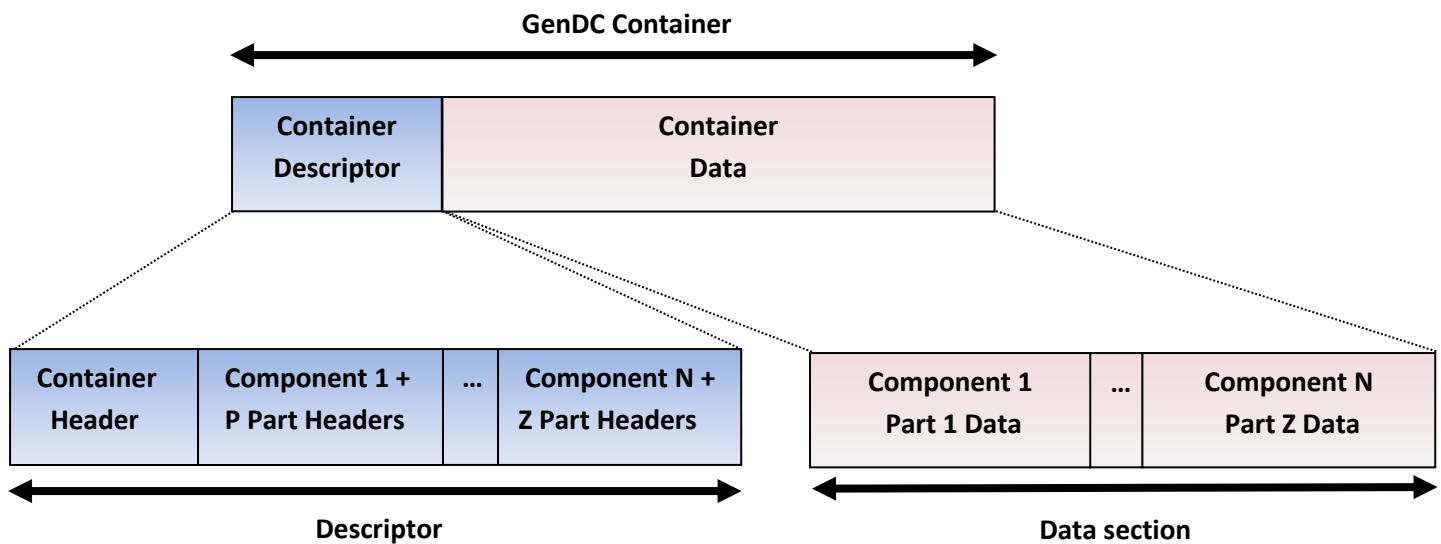 GenDC Container
Container
Descriptor
Container
Data
Container
Header
Component 1 +
P Part Headers
...
Component N +
Z Part Headers
Component 1
Part 1 Data
...
Component N
Part Z Data
Descriptor
Data section